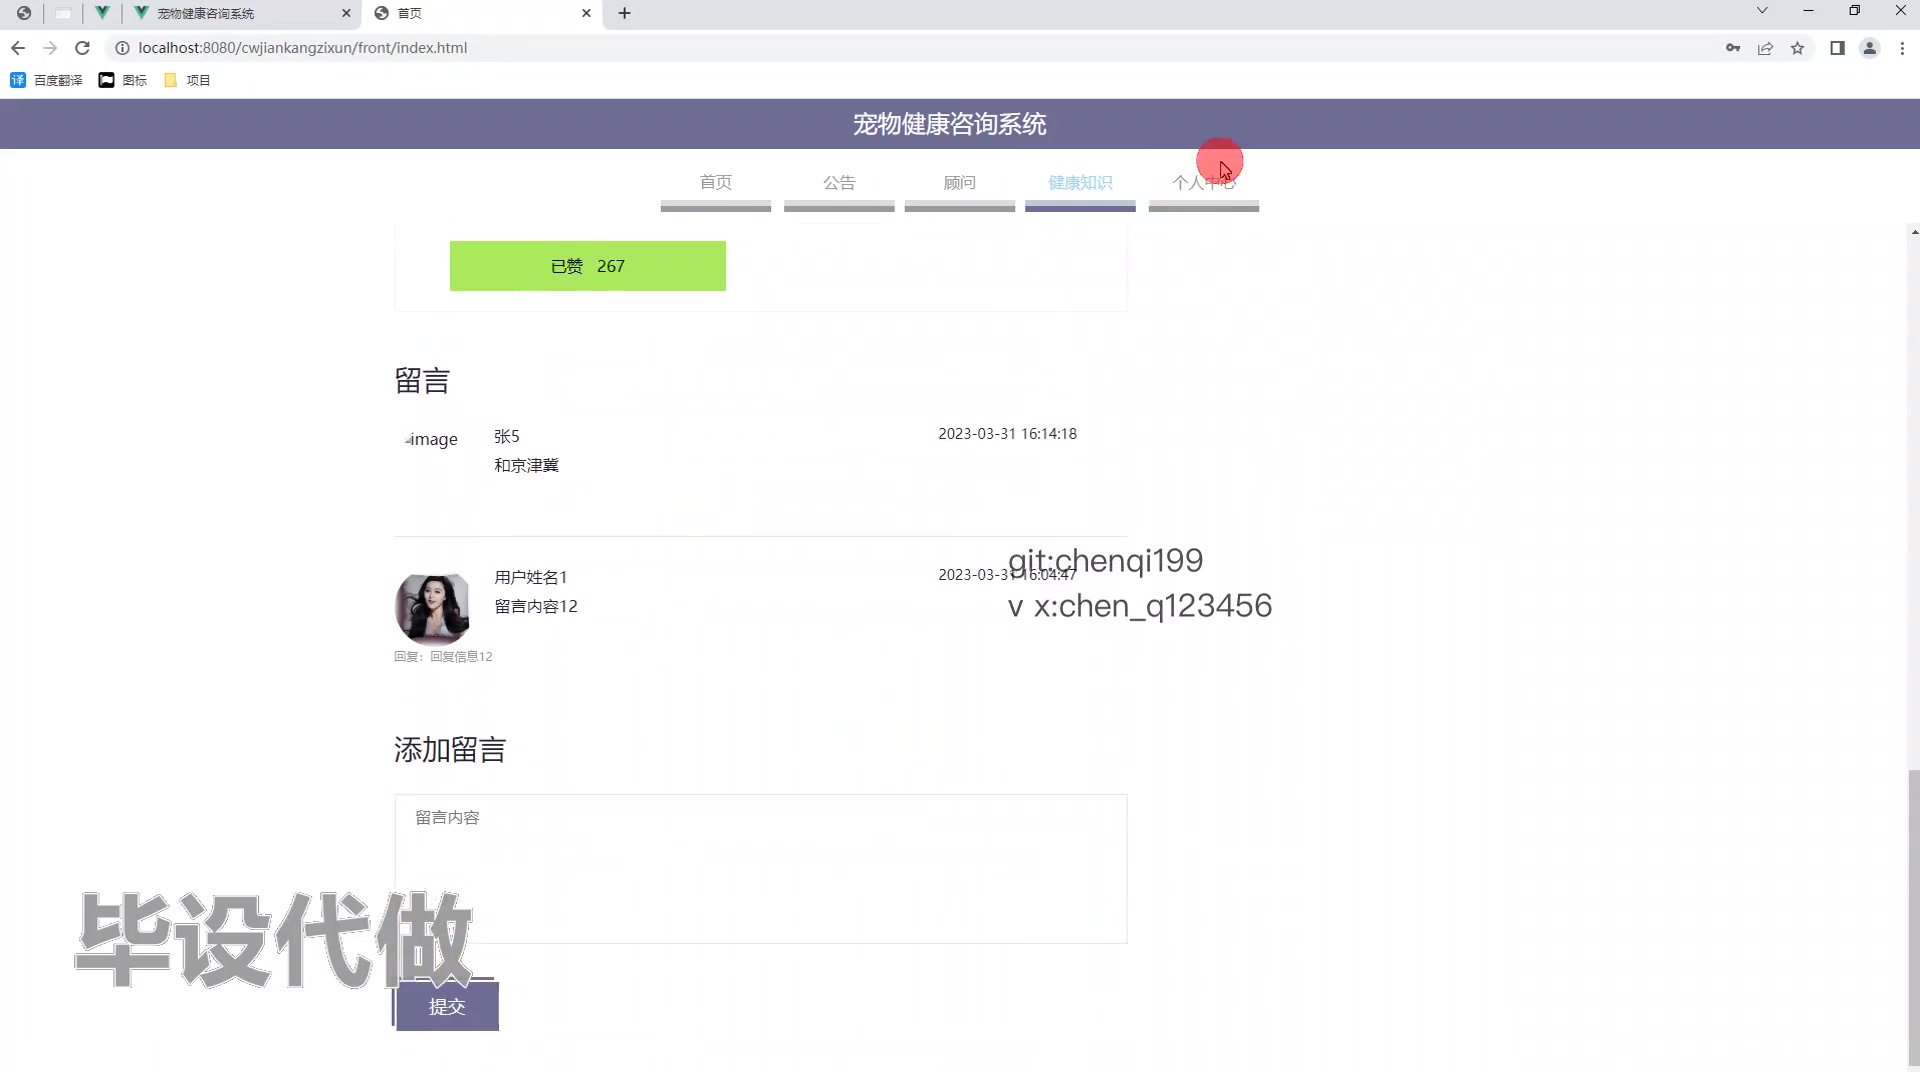 宠物健康咨询系统
首页
localhost:8080/cwjiankangzixun/front/index.html
百度翻译
图标
项目
宠物健康咨询系统
首页
公告
顾问
健康知识
个人中心
已赞 267
留言
image
张5
2023-03-31 16:14:18
和京津冀
用户姓名1
2023-03-31 16:04:47
留言内容12
回复：回复信息12
git:chenqi199
v x:chen_q123456
添加留言
留言内容
毕设代做
提交